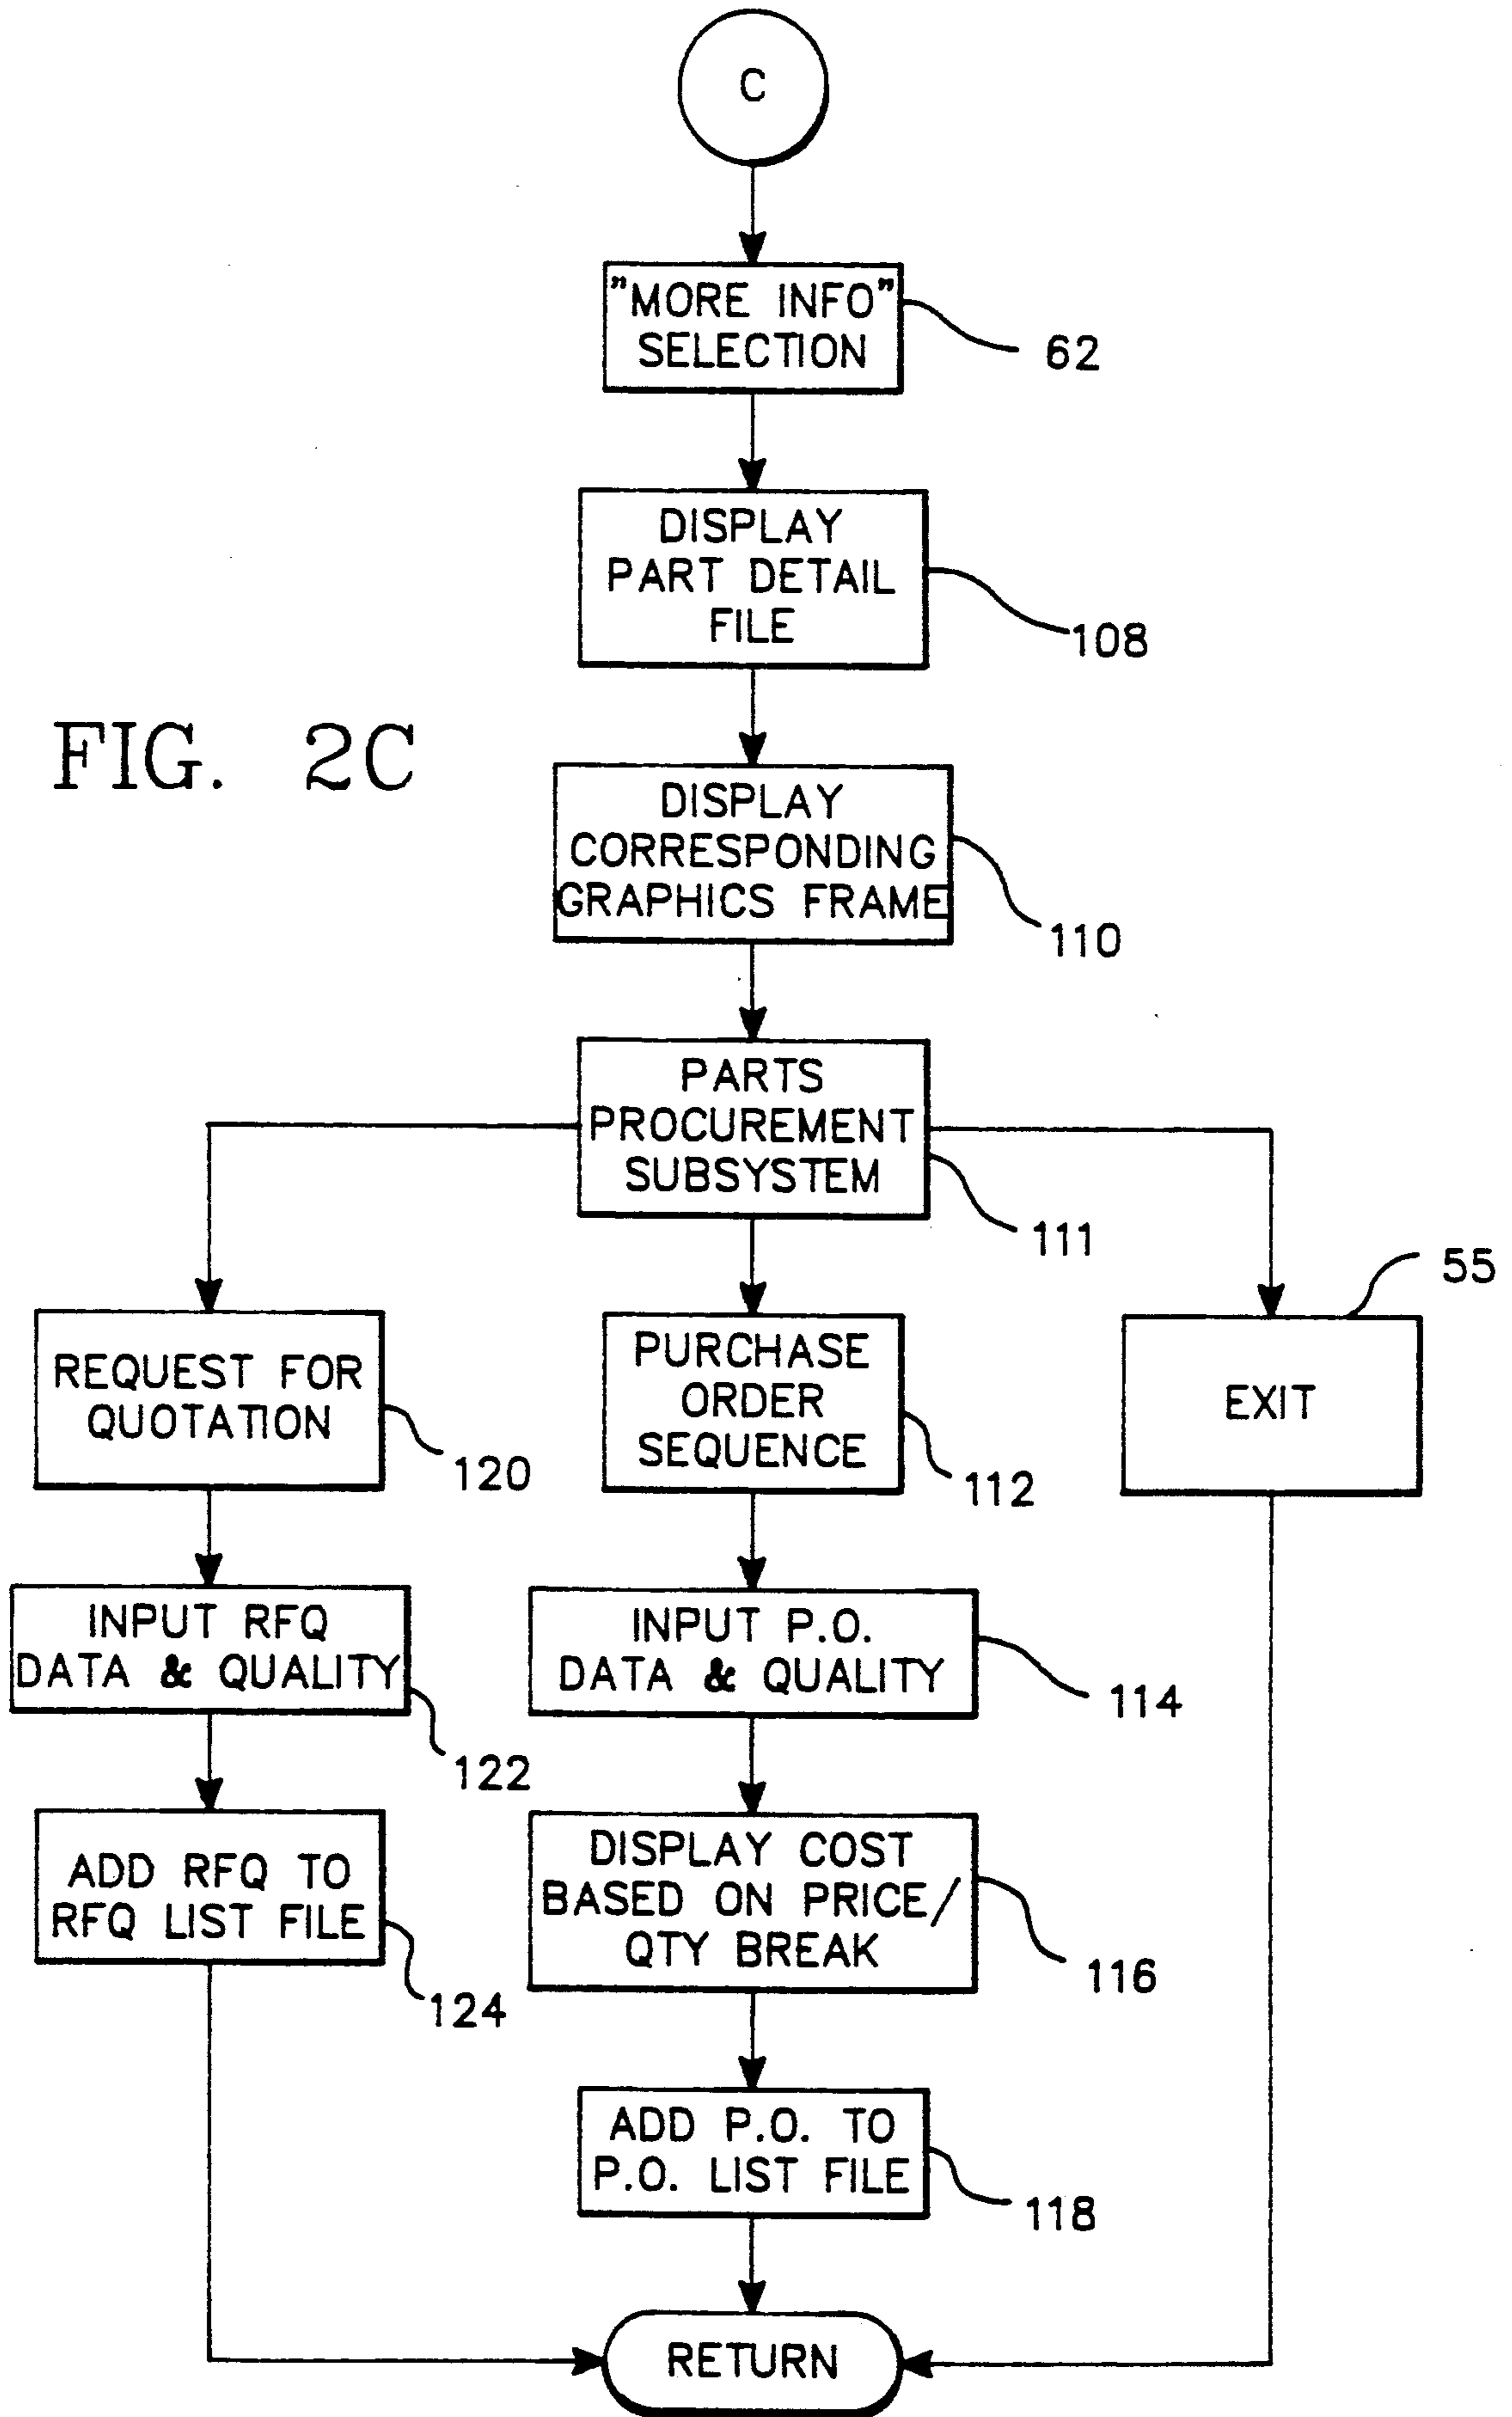 C
"MORE INFO"
SELECTION
62
DISPLAY
PART DETAIL
FILE
108
FIG. 2C
DISPLAY
CORRESPONDING
GRAPHICS FRAME
110
PARTS
PROCUREMENT
SUBSYSTEM
111
55
REQUEST FOR
QUOTATION
120
PURCHASE
ORDER
SEQUENCE
112
EXIT
INPUT RFQ
DATA & QUALITY
122
INPUT P.O.
DATA & QUALITY
114
ADD RFQ TO
RFQ LIST FILE
124
DISPLAY COST
BASED ON PRICE/
QTY BREAK
116
ADD P.O. TO
P.O. LIST FILE
118
RETURN